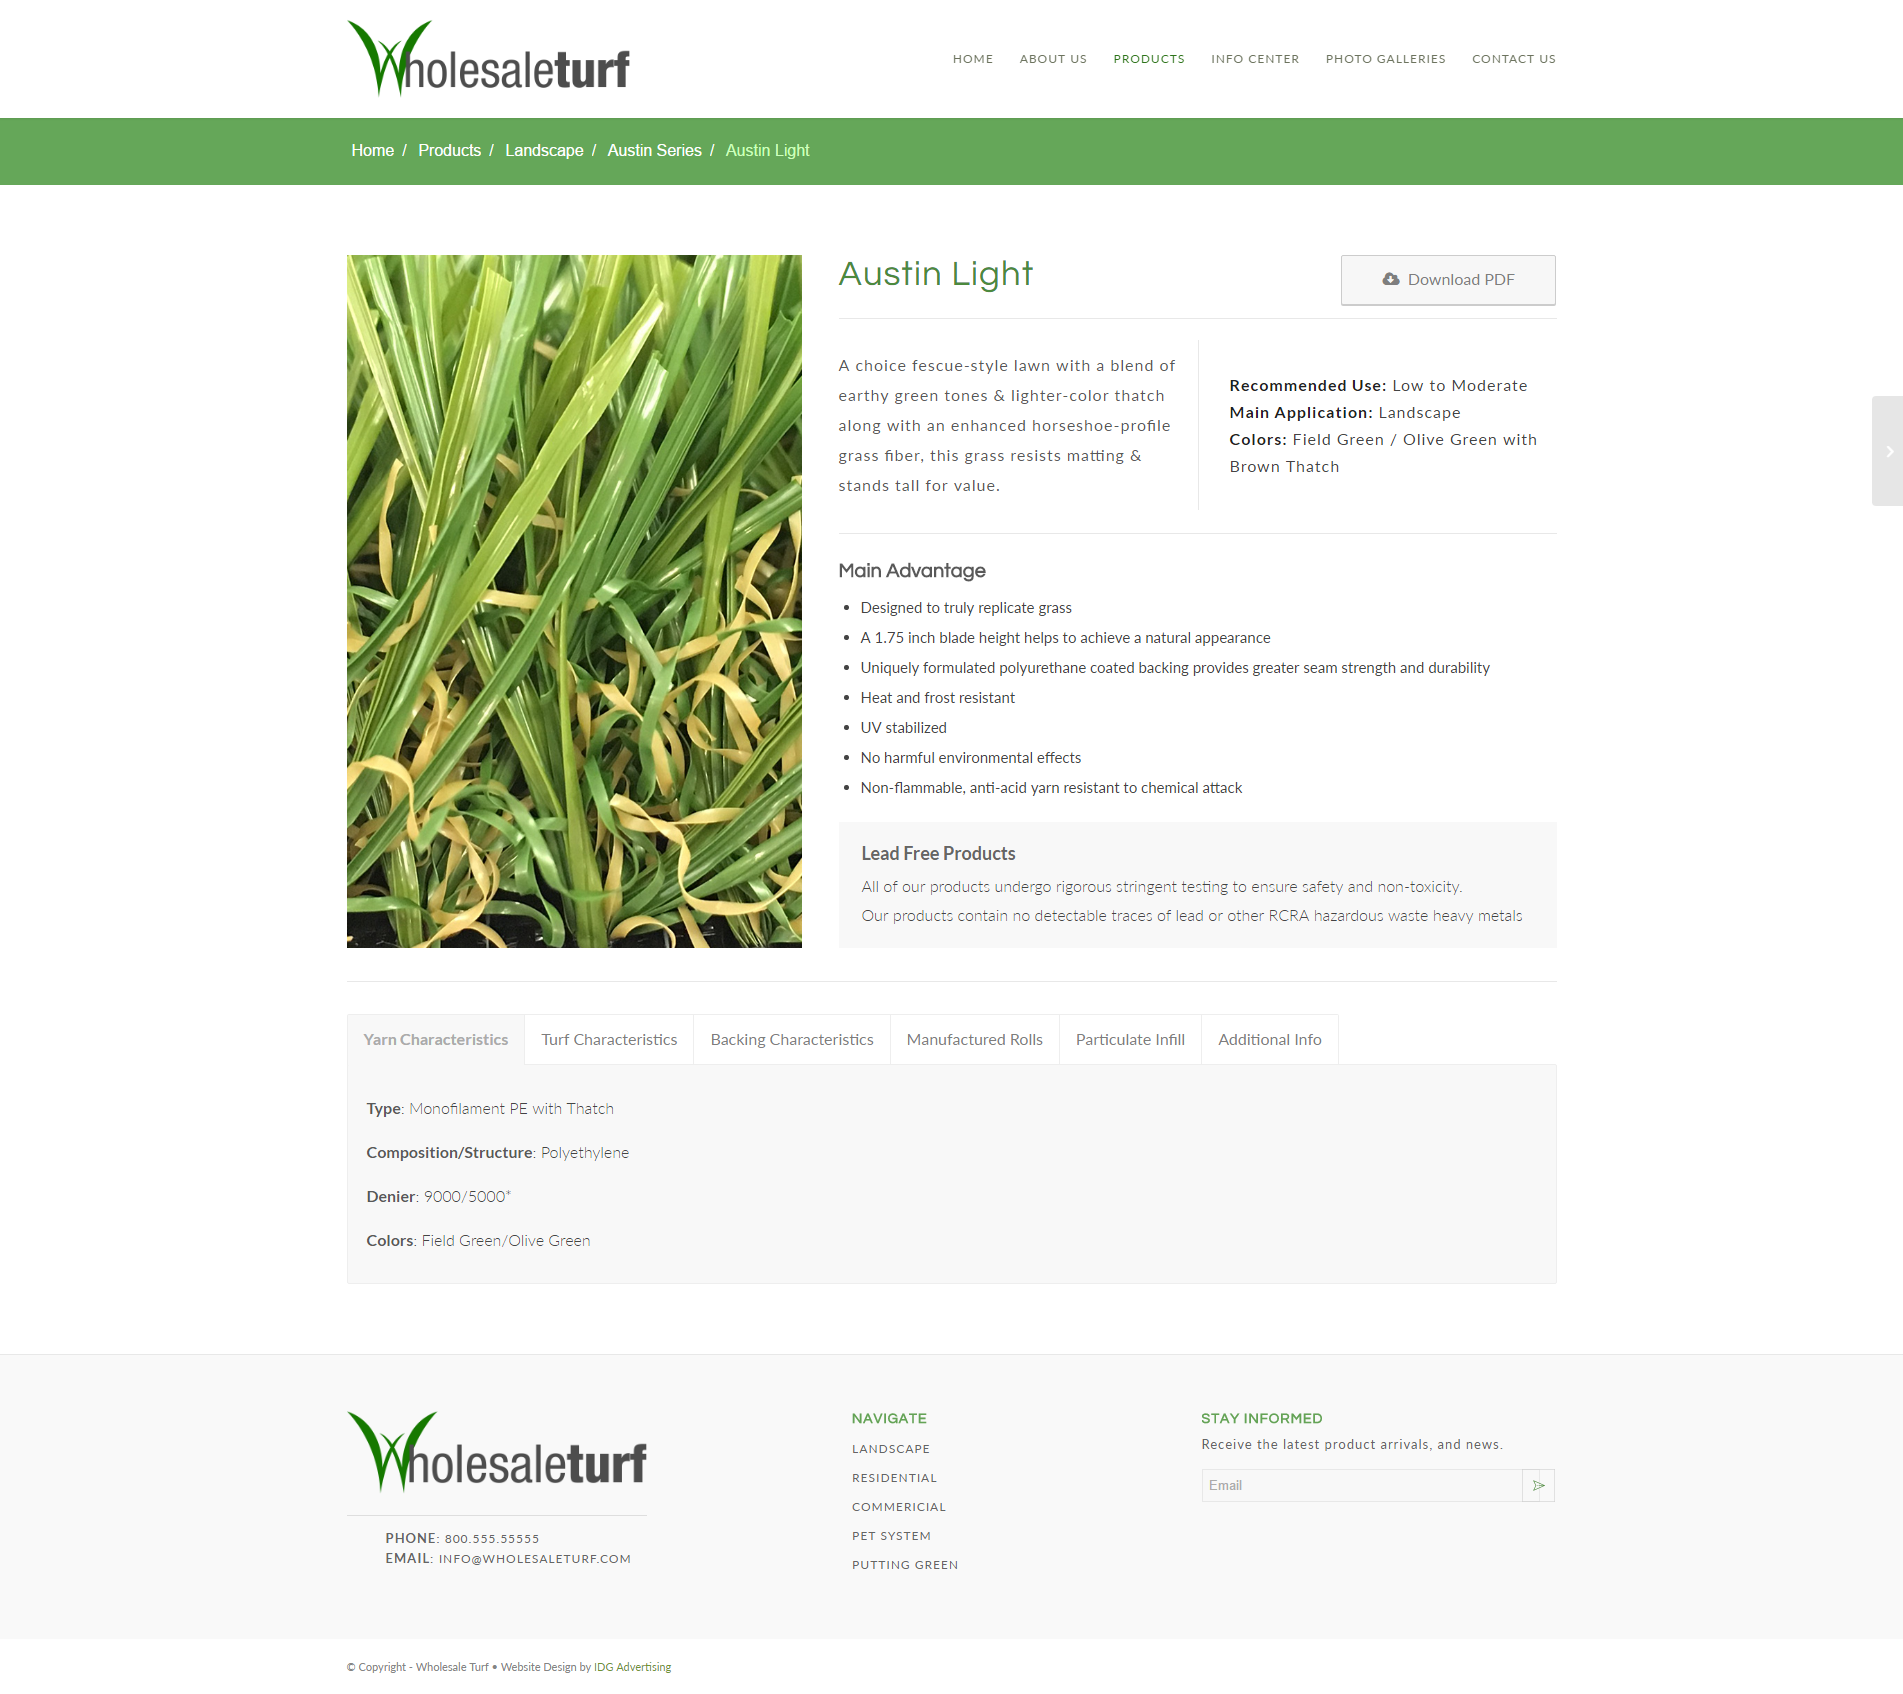 Wholesaleturf
HOME ABOUT US PRODUCTS INFO CENTER PHOTO GALLERIES CONTACT US
Home / Products / Landscape / Austin Series / Austin Light
Austin Light
Download PDF
A choice fescue-style lawn with a blend of
earthy green tones & lighter-color thatch
along with an enhanced horseshoe-profile
grass fiber, this grass resists matting &
stands tall for value.
Recommended Use: Low to Moderate
Main Application: Landscape
Colors: Field Green / Olive Green with
Brown Thatch
Main Advantage
• Designed to truly replicate grass
• A 1.75 inch blade height helps to achieve a natural appearance
• Uniquely formulated polyurethane coated backing provides greater seam strength and durability
• Heat and frost resistant
• UV stabilized
• No harmful environmental effects
• Non-flammable, anti-acid yarn resistant to chemical attack
Lead Free Products
All of our products undergo rigorous stringent testing to ensure safety and non-toxicity.
Our products contain no detectable traces of lead or other RCRA hazardous waste heavy metals
Yarn Characteristics Turf Characteristics Backing Characteristics Manufactured Rolls Particulate Infill Additional Info
Type: Monofilament PE with Thatch
Composition/Structure: Polyethylene
Denier: 9000/5000*
Colors: Field Green/Olive Green
Wholesaleturf
PHONE: 800.555.55555
EMAIL: INFO@WHOLESALETURF.COM
NAVIGATE
LANDSCAPE
RESIDENTIAL
COMMERICIAL
PET SYSTEM
PUTTING GREEN
STAY INFORMED
Receive the latest product arrivals, and news.
Email
© Copyright - Wholesale Turf • Website Design by IDG Advertising